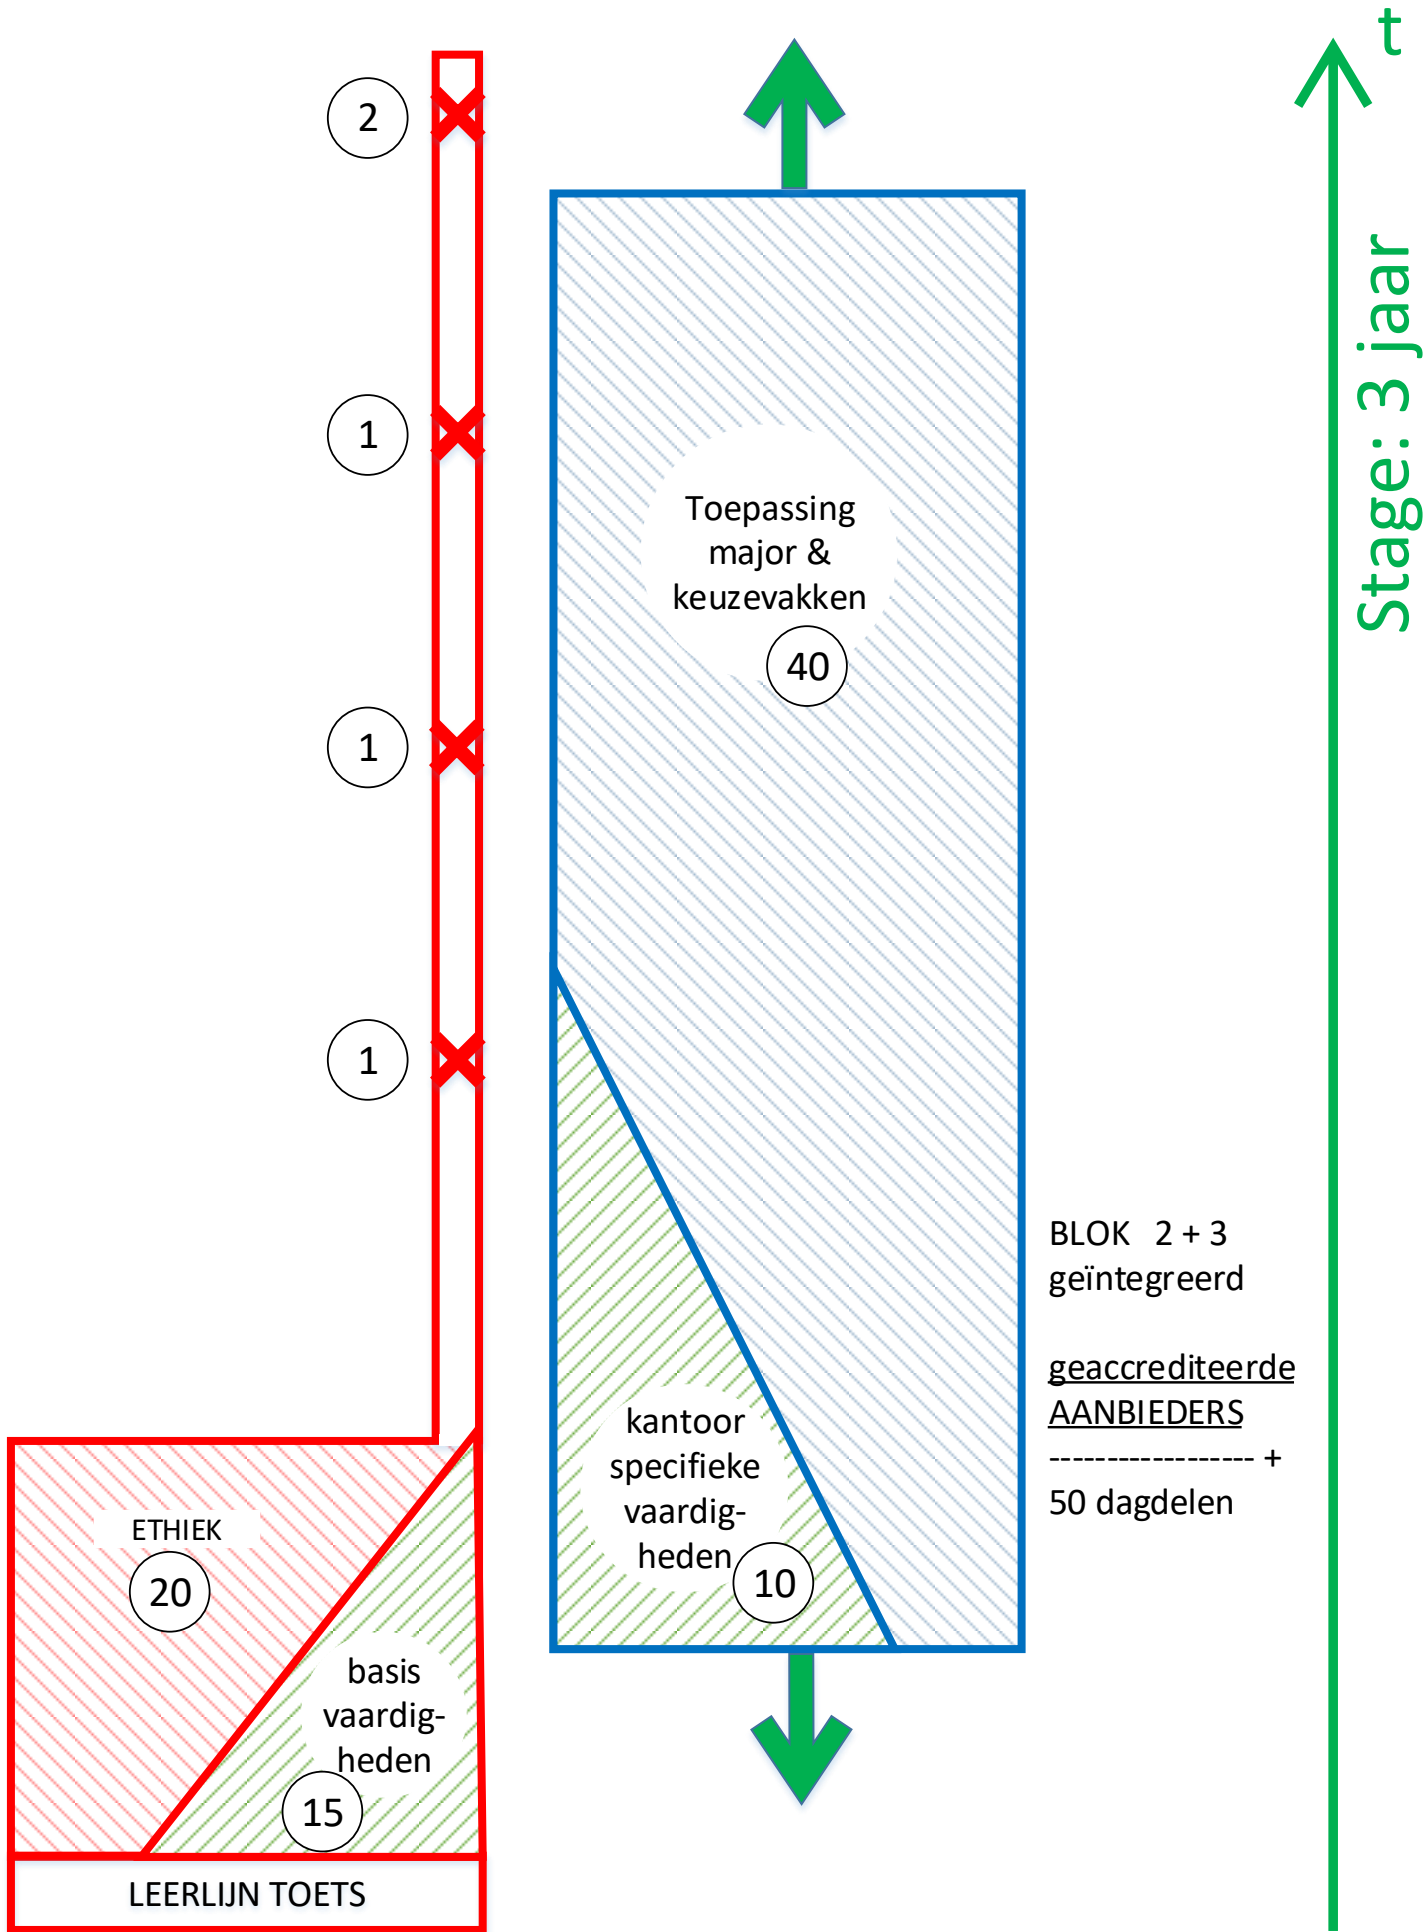 t
Stage: 3 jaar
2
1
1
1
Toepassing
major &
keuzevakken
40
kantoor
specifieke
vaardig-
heden
10
BLOK 2 + 3
geïntegreerd
geaccrediteerde
AANBIEDERS
------------------ +
50 dagdelen
ETHIEK
20
basis
vaardig-
heden
15
LEERLIJN TOETS